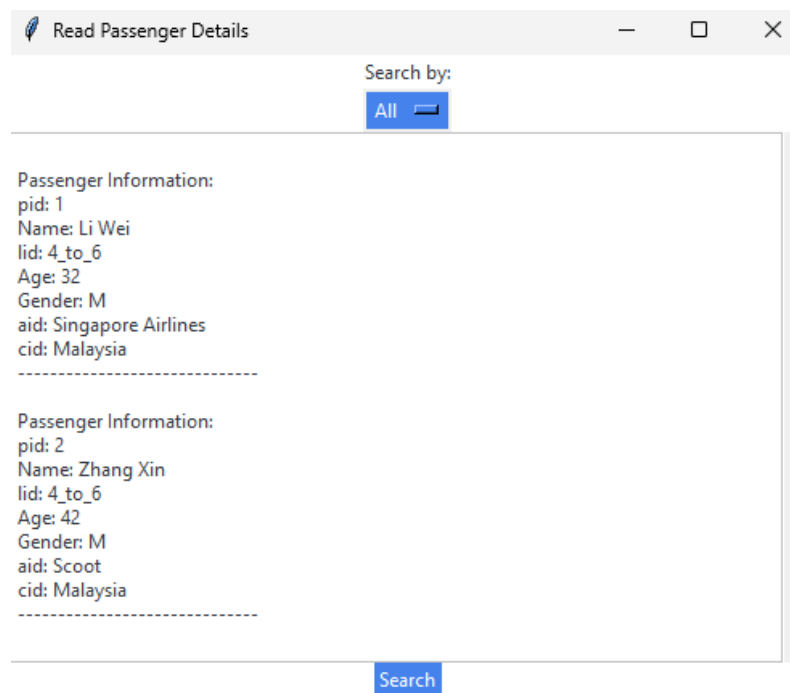 Read Passenger Details
Search by:
All
Passenger Information:
pid: 1
Name: Li Wei
lid: 4_to_6
Age: 32
Gender: M
aid: Singapore Airlines
cid: Malaysia
------------------------------
Passenger Information:
pid: 2
Name: Zhang Xin
lid: 4_to_6
Age: 42
Gender: M
aid: Scoot
cid: Malaysia
------------------------------
Search